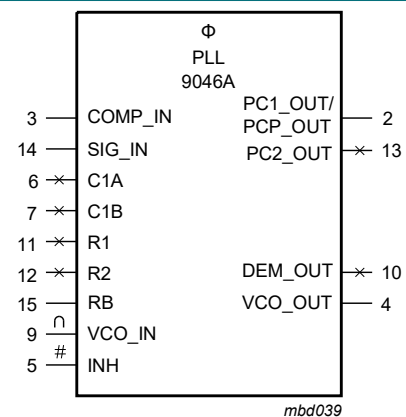 Φ
PLL
9046A
3 COMP_IN
PC1_OUT/
PCP_OUT 2
14 SIG_IN
PC2_OUT 13
6 C1A
7 C1B
11 R1
12 R2
DEM_OUT 10
15 RB
VCO_OUT 4
9 ∩ VCO_IN
5 # INH
mbd039